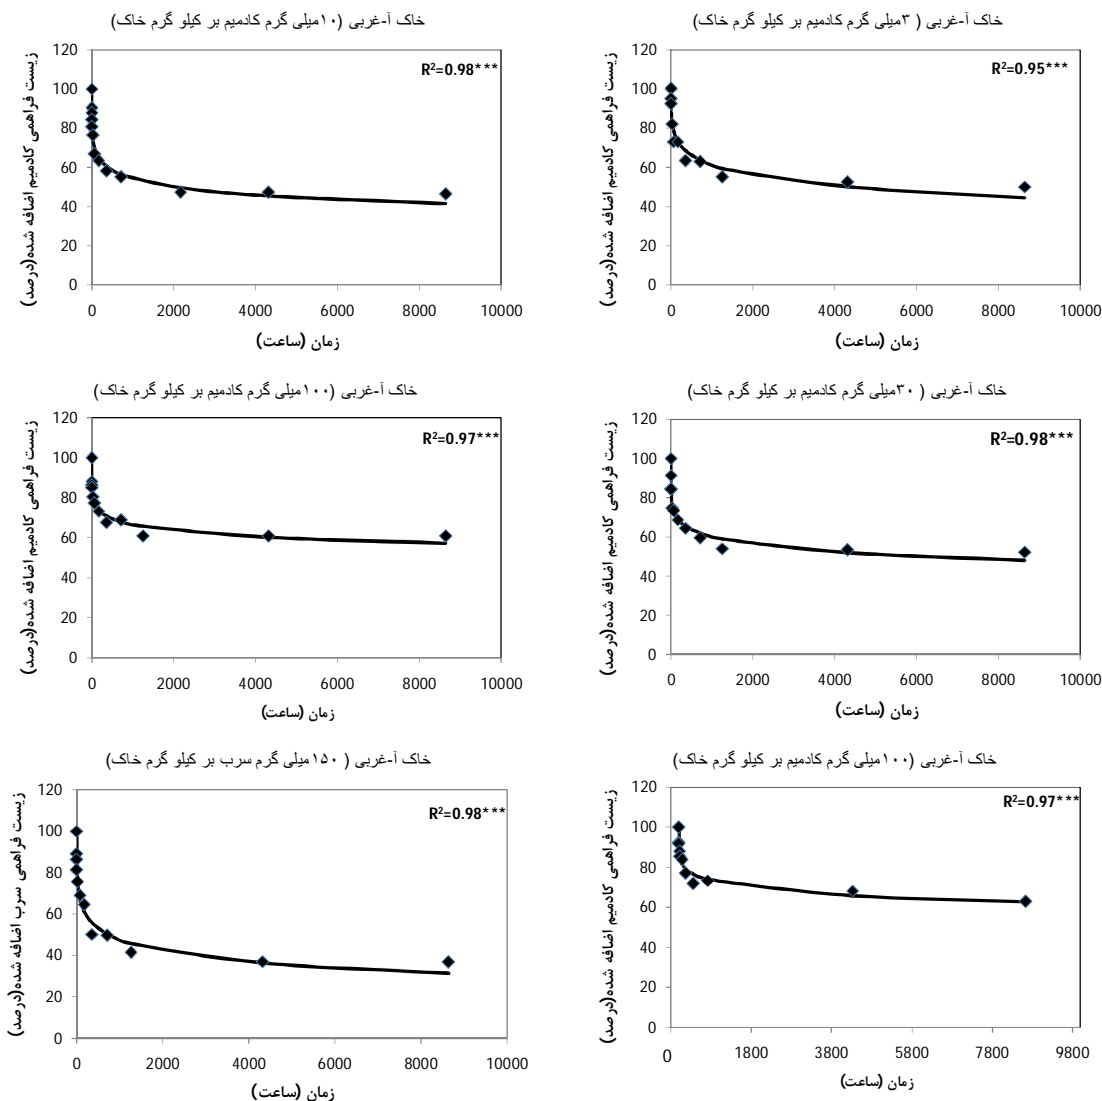 خاک آ-غربی (۱۰میلی گرم کادمیم بر کیلو گرم خاک)
R²=0.98***
زیست فراهمی کادمیم اضافه شده(درصد)
120
100
80
60
40
20
0
0 2000 4000 6000 8000 10000
زمان (ساعت)
خاک آ-غربی (۳میلی گرم کادمیم بر کیلو گرم خاک)
R²=0.95***
زیست فراهمی کادمیم اضافه شده(درصد)
120
100
80
60
40
20
0
0 2000 4000 6000 8000 10000
زمان (ساعت)
خاک آ-غربی (۱۰۰میلی گرم کادمیم بر کیلو گرم خاک)
R²=0.97***
زیست فراهمی کادمیم اضافه شده(درصد)
120
100
80
60
40
20
0
0 2000 4000 6000 8000 10000
زمان (ساعت)
خاک آ-غربی ( ۳۰میلی گرم کادمیم بر کیلو گرم خاک)
R²=0.98***
زیست فراهمی کادمیم اضافه شده(درصد)
120
100
80
60
40
20
0
0 2000 4000 6000 8000 10000
زمان (ساعت)
خاک آ-غربی ( ۱۵۰میلی گرم سرب بر کیلو گرم خاک)
R²=0.98***
زیست فراهمی سرب اضافه شده(درصد)
120
100
80
60
40
20
0
0 2000 4000 6000 8000 10000
زمان (ساعت)
خاک آ-غربی (۱۰۰میلی گرم کادمیم بر کیلو گرم خاک)
R²=0.97***
زیست فراهمی کادمیم اضافه شده(درصد)
120
100
80
60
40
20
0
0 1800 3800 5800 7800 9800
زمان (ساعت)